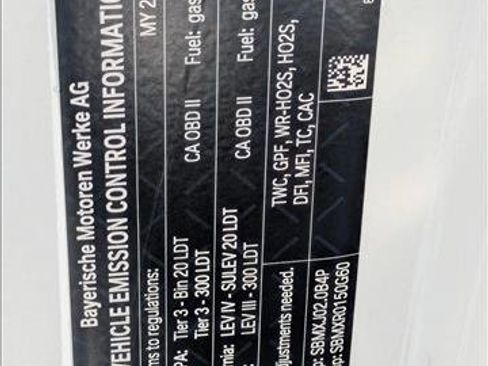 Bayerische Motoren Werke AG
VEHICLE EMISSION CONTROL INFORMATIO
ms to regulations: MY 2
PA: Tier 3 - Bin 20 LDT CA OBD II Fuel: gas
Tier 3 - 300 LDT
rnia: LEV IV - SULEV 20 LDT CA OBD II Fuel: gas
LEV III - 300 LDT
djustments needed. TWC, GPF, WR-HO2S, HO2S,
DFI, MFI, TC, CAC
p: SBMXJ02.0B4P
ap: SBMXR0150G60